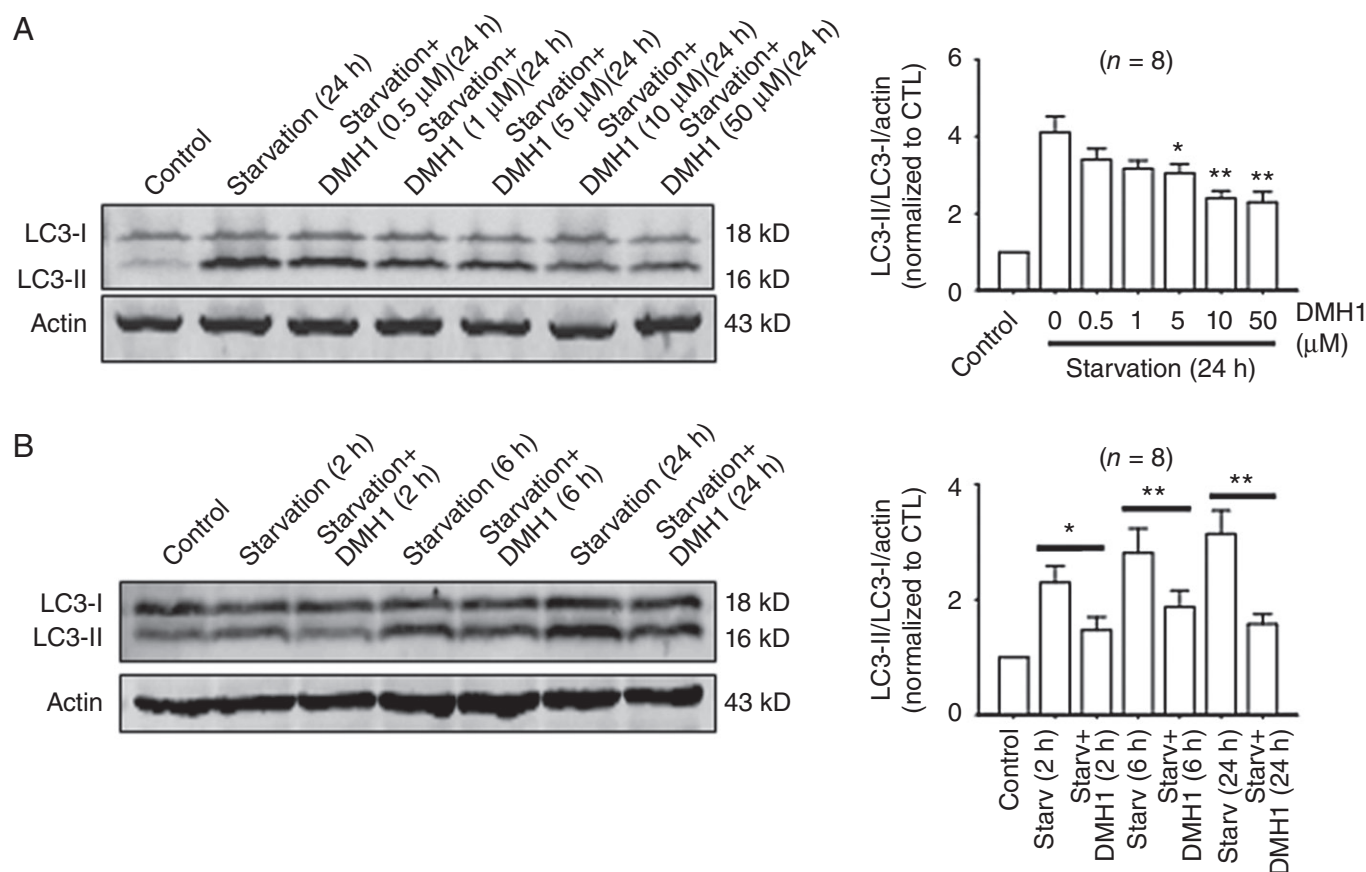 A
Control
Starvation (24 h)
Starvation+
DMH1 (0.5 μM)(24 h)
Starvation+
DMH1 (1 μM)(24 h)
Starvation+
DMH1 (5 μM)(24 h)
Starvation+
DMH1 (10 μM)(24 h)
Starvation+
DMH1 (50 μM)(24 h)
LC3-I
18 kD
LC3-II
16 kD
Actin
43 kD
LC3-II/LC3-I/actin
(normalized to CTL)
6
4
2
0
(n = 8)
*
**
**
Control
0 0.5 1 5 10 50
DMH1
(μM)
Starvation (24 h)
B
Control
Starvation (2 h)
Starvation+
DMH1 (2 h)
Starvation (6 h)
Starvation+
DMH1 (6 h)
Starvation (24 h)
Starvation+
DMH1 (24 h)
LC3-I
18 kD
LC3-II
16 kD
Actin
43 kD
LC3-II/LC3-I/actin
(normalized to CTL)
4
2
0
(n = 8)
*
**
**
Control
Starv (2 h)
Starv+
DMH1 (2 h)
Starv (6 h)
Starv+
DMH1 (6 h)
Starv (24 h)
Starv+
DMH1 (24 h)